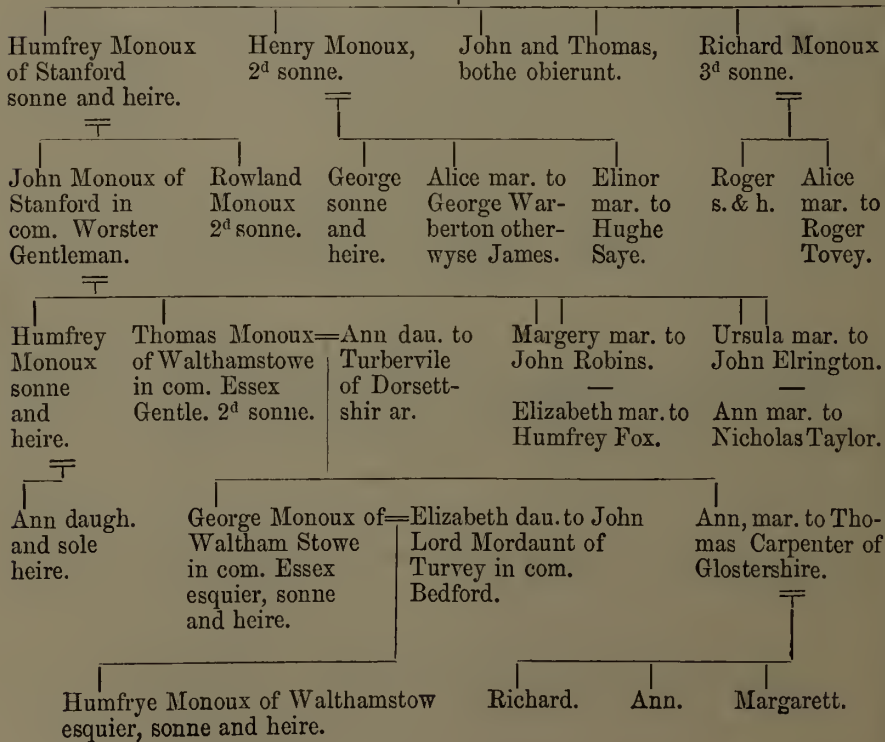 Humfrey Monoux
of Stanford
sonne and heire.
Henry Monoux,
2d sonne.
John and Thomas,
bothe obierunt.
Richard Monoux
3d sonne.
John Monoux of
Stanford in
com. Worster
Gentleman.
Rowland
Monoux
2d sonne.
George
sonne
and
heire.
Alice mar. to
George War-
berton other-
wyse James.
Elinor
mar. to
Hughe
Saye.
Roger
s. & h.
Alice
mar. to
Roger
Tovey.
Humfrey
Monoux
sonne
and
heire.
Thomas Monoux
of Walthamstowe
in com. Essex
Gentle. 2d sonne.
Ann dau. to
Turbervile
of Dorsett-
shir ar.
Margery mar. to
John Robins.
Elizabeth mar. to
Humfrey Fox.
Ursula mar. to
John Elrington.
Ann mar. to
Nicholas Taylor.
Ann daugh.
and sole
heire.
George Monoux of
Waltham Stowe
in com. Essex
esquier, sonne
and heire.
Elizabeth dau. to John
Lord Mordaunt of
Turvey in com.
Bedford.
Ann, mar. to Tho-
mas Carpenter of
Glostershire.
Humfrye Monoux of Walthamstow
esquier, sonne and heire.
Richard.
Ann.
Margarett.